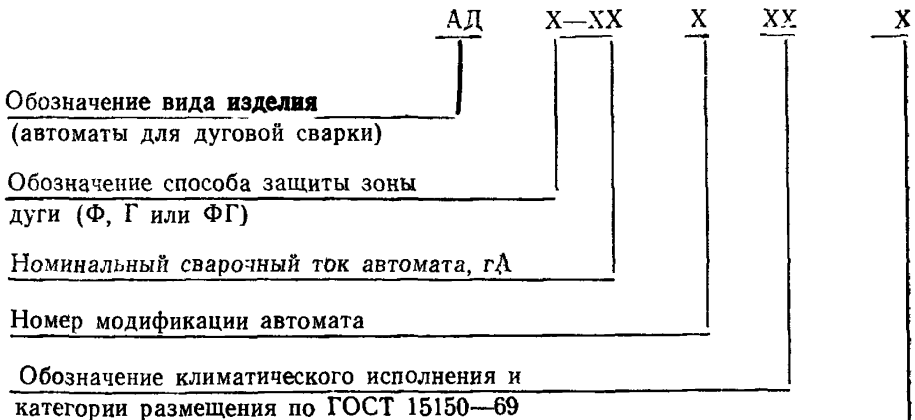 АД Х—ХХ Х ХХ Х
Обозначение вида изделия
(автоматы для дуговой сварки)
Обозначение способа защиты зоны
дуги (Ф, Г или ФГ)
Номинальный сварочный ток автомата, гА
Номер модификации автомата
Обозначение климатического исполнения и
категории размещения по ГОСТ 15150—69